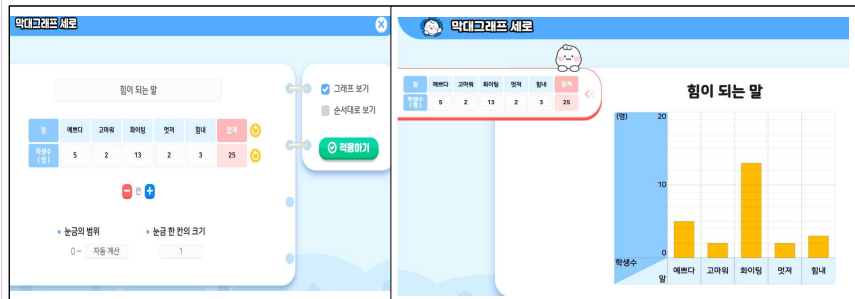 막대그래프 세로
힘이 되는 말
말 예쁘다 고마워 화이팅 멋져 힘내 합계
학생수 (명) 5 2 13 2 3 25
칸
눈금의 범위
눈금 한 칸의 크기
0 ~ 자동 계산
1
그래프 보기
순서대로 보기
적용하기
막대그래프 세로
말 예쁘다 고마워 화이팅 멋져 힘내 합계
학생수 (명) 5 2 13 2 3 25
힘이 되는 말
(명) 20
10
0
학생수
말
예쁘다 고마워 화이팅 멋져 힘내